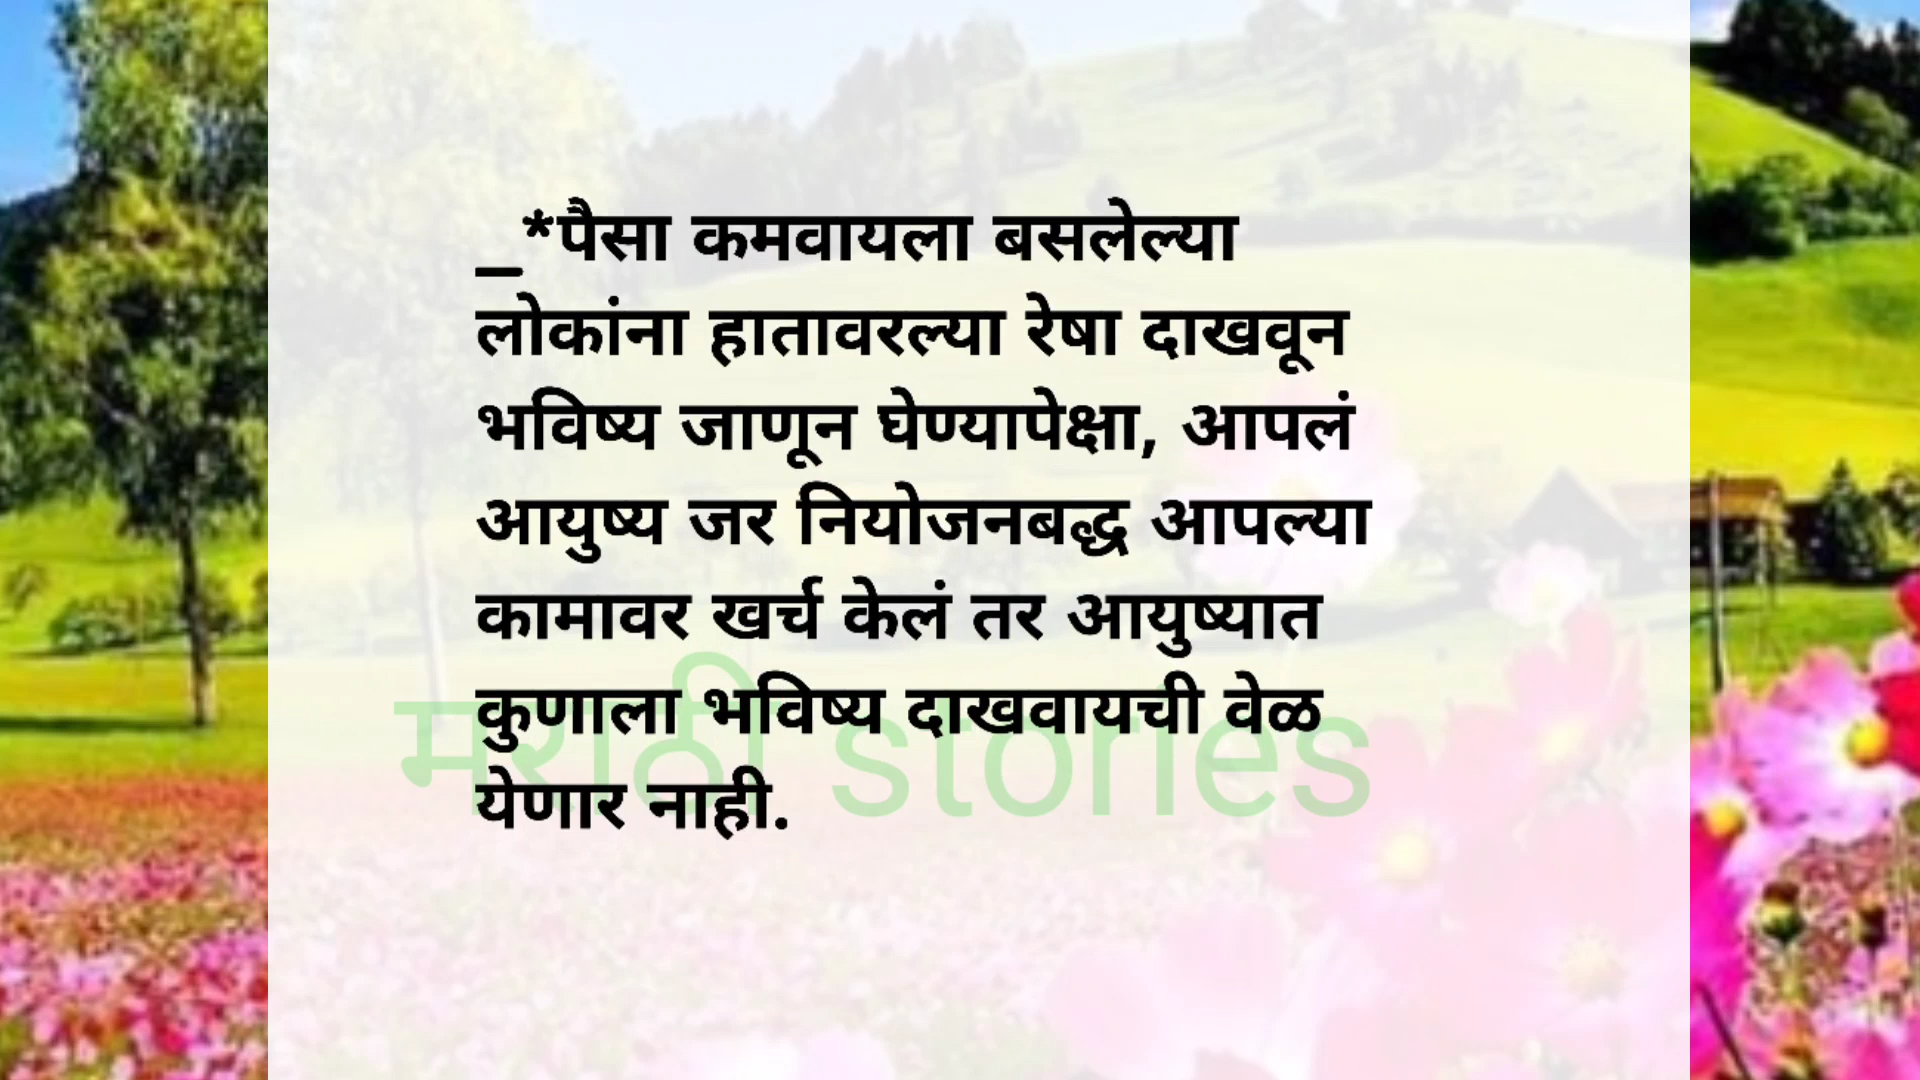 _*पैसा कमवायला बसलेल्या
लोकांना हातावरल्या रेषा दाखवून
भविष्य जाणून घेण्यापेक्षा, आपलं
आयुष्य जर नियोजनबद्ध आपल्या
कामावर खर्च केलं तर आयुष्यात
कुणाला भविष्य दाखवायची वेळ
येणार नाही.
मराठी stories